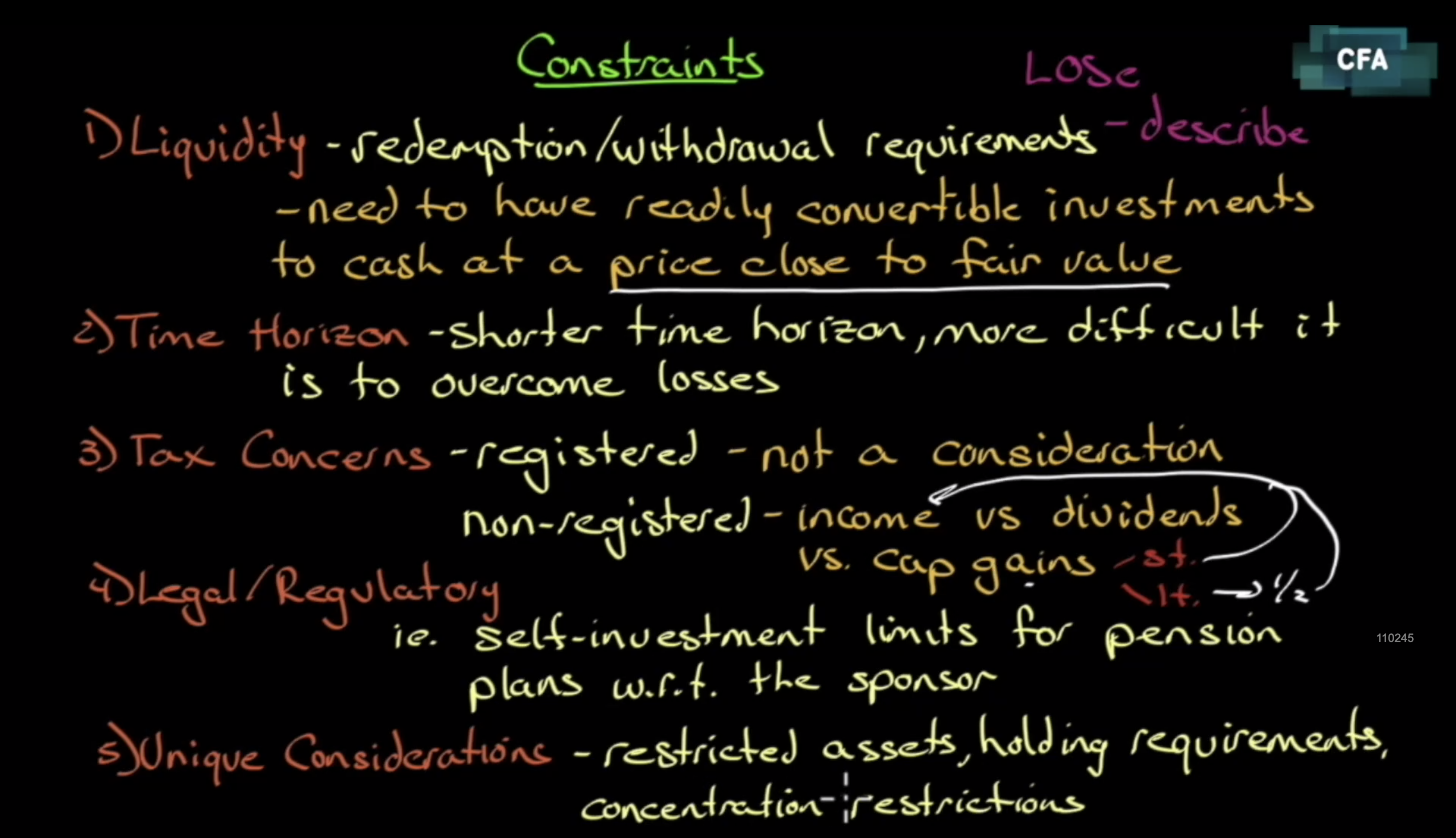 Constraints
LOSe
CFA
- describe
1) Liquidity - redemption/withdrawal requirements
- need to have readily convertible investments
to cash at a price close to fair value
2) Time Horizon - shorter time horizon, more difficult it
is to overcome losses
3) Tax Concerns - registered - not a consideration
non-registered - income vs dividends
vs. cap gains - st.
lt. → 1/2
4) Legal/Regulatory
ie. self-investment limits for pension
plans w.r.t. the sponsor
110245
5) Unique Considerations - restricted assets, holding requirements,
concentration restrictions